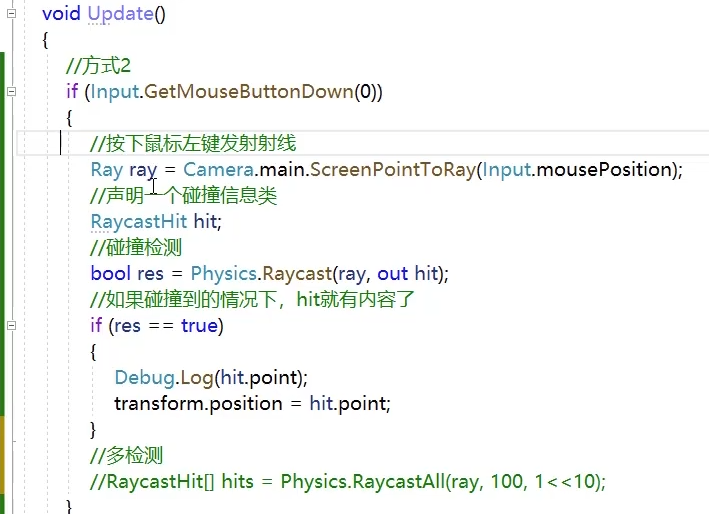 void Update()
{
//方式2
if (Input.GetMouseButtonDown(0))
{
//按下鼠标左键发射射线
Ray ray = Camera.main.ScreenPointToRay(Input.mousePosition);
//声明一个碰撞信息类
RaycastHit hit;
//碰撞检测
bool res = Physics.Raycast(ray, out hit);
//如果碰撞到的情况下，hit就有内容了
if (res == true)
{
Debug.Log(hit.point);
transform.position = hit.point;
}
//多检测
//RaycastHit[] hits = Physics.RaycastAll(ray, 100, 1<<10);
}